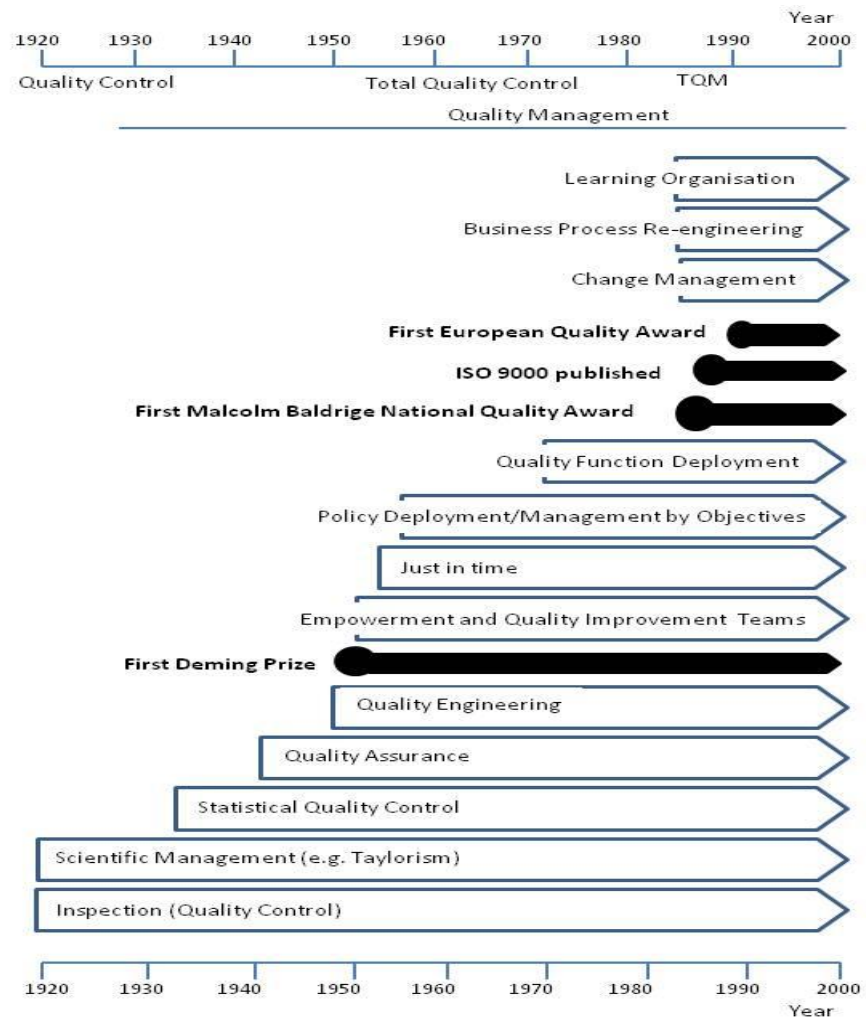 Year
1920 1930 1940 1950 1960 1970 1980 1990 2000
Quality Control Total Quality Control TQM
Quality Management
Learning Organisation
Business Process Re-engineering
Change Management
First European Quality Award
ISO 9000 published
First Malcolm Baldrige National Quality Award
Quality Function Deployment
Policy Deployment/Management by Objectives
Just in time
Empowerment and Quality Improvement Teams
First Deming Prize
Quality Engineering
Quality Assurance
Statistical Quality Control
Scientific Management (e.g. Taylorism)
Inspection (Quality Control)
1920 1930 1940 1950 1960 1970 1980 1990 2000
Year